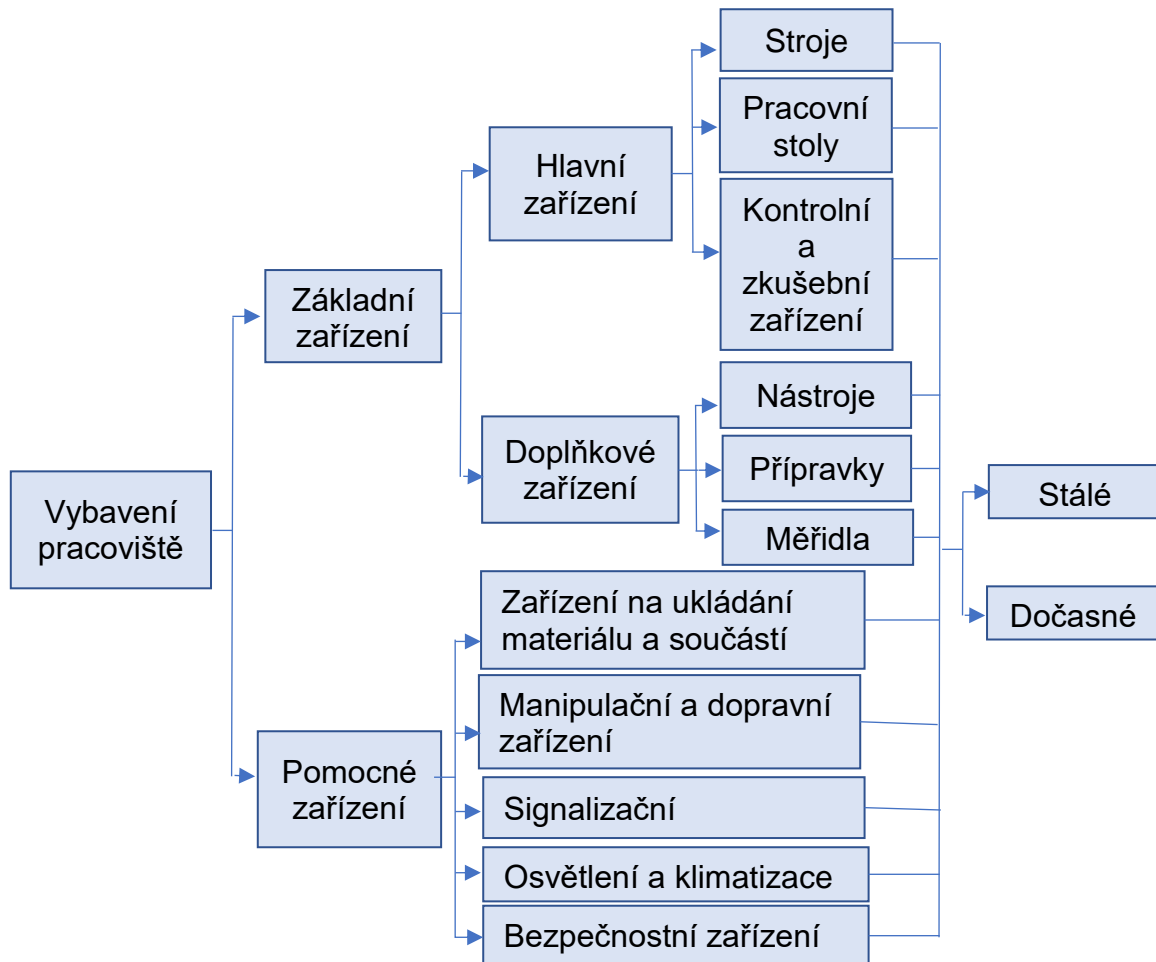 Stroje
Pracovní
stoly
Hlavní
zařízení
Kontrolní
a
zkušební
zařízení
Základní
zařízení
Nástroje
Doplňkové
zařízení
Přípravky
Měřidla
Vybavení
pracoviště
Stálé
Dočasné
Zařízení na ukládání
materiálu a součástí
Manipulační a dopravní
zařízení
Pomocné
zařízení
Signalizační
Osvětlení a klimatizace
Bezpečnostní zařízení